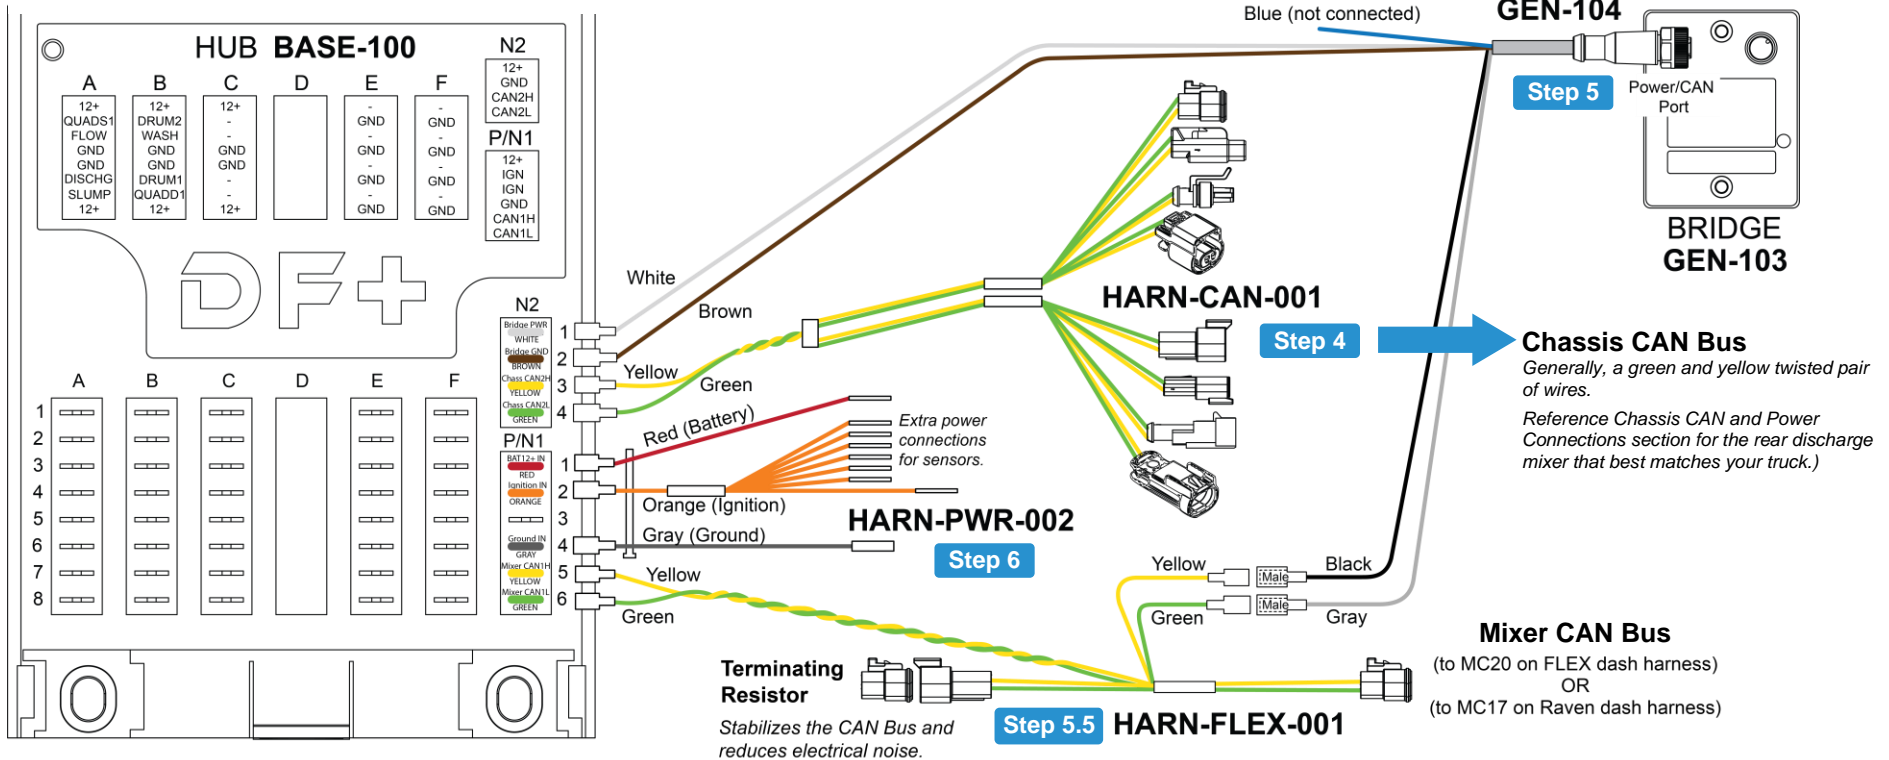 HUB BASE-100
N2
12+
GND
CAN2H
CAN2L
P/N1
12+
IGN
IGN
GND
CAN1H
CAN1L
A
12+
QUADS1
FLOW
GND
GND
DISCHG
SLUMP
12+
B
12+
DRUM2
WASH
GND
GND
DRUM1
QUADD1
12+
C
12+
-
-
GND
GND
-
-
12+
D
E
-
GND
-
GND
-
GND
-
GND
F
-
GND
-
GND
-
GND
-
GND
DF+
A B C D E F
1
2
3
4
5
6
7
8
N2
Bridge PWR
WHITE
1
Bridge GND
BROWN
2
Chass CAN2H
YELLOW
3
Chass CAN2L
GREEN
4
P/N1
BAT12+ IN
RED
1
Ignition IN
ORANGE
2
3
Ground IN
GRAY
4
Mixer CAN1H
YELLOW
5
Mixer CAN1L
GREEN
6
White
Brown
Yellow
Green
Red (Battery)
Extra power
connections
for sensors.
Orange (Ignition)
Gray (Ground)
HARN-PWR-002
Step 6
Yellow
Green
Blue (not connected)
GEN-104
Step 5
Power/CAN
Port
BRIDGE
GEN-103
HARN-CAN-001
Step 4
Chassis CAN Bus
Generally, a green and yellow twisted pair
of wires.
Reference Chassis CAN and Power
Connections section for the rear discharge
mixer that best matches your truck.)
Yellow
Male
Black
Green
Male
Gray
Mixer CAN Bus
(to MC20 on FLEX dash harness)
OR
(to MC17 on Raven dash harness)
Terminating
Resistor
Stabilizes the CAN Bus and
reduces electrical noise.
Step 5.5
HARN-FLEX-001